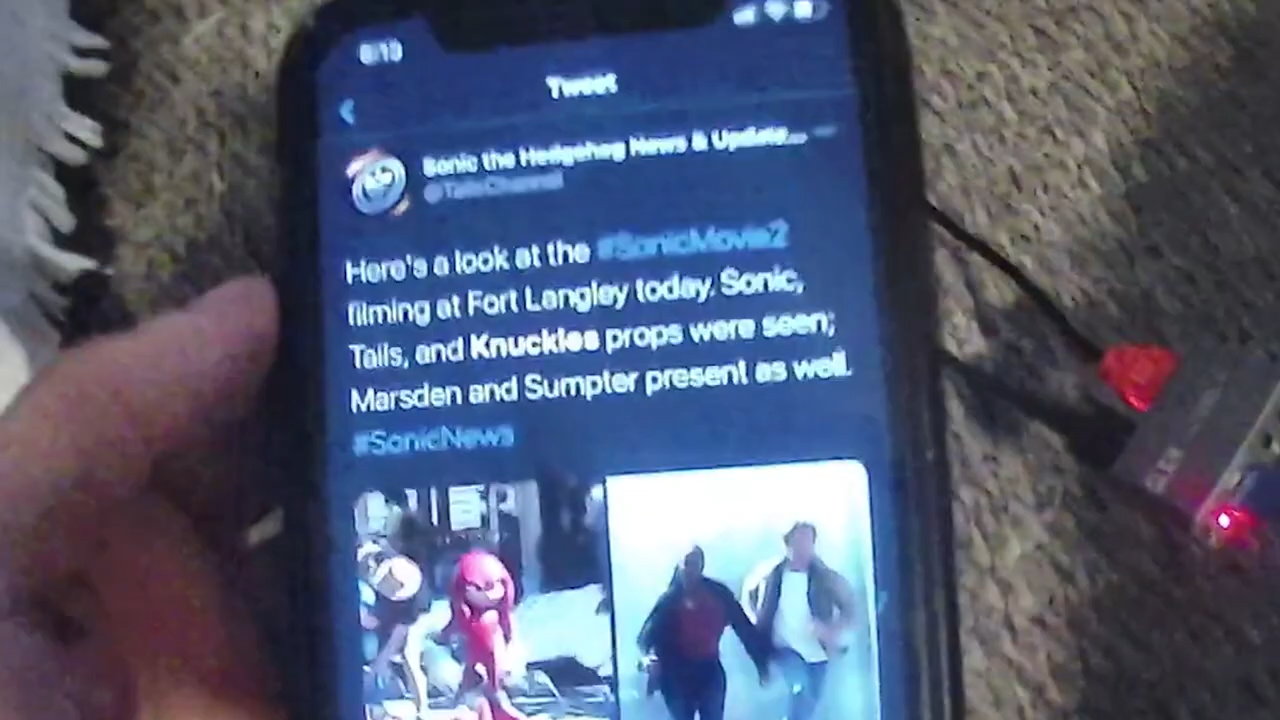 Tweet
Sonic the Hedgehog News & Update...
Here's a look at the #SonicMovie2
filming at Fort Langley today. Sonic,
Tails, and Knuckles props were seen;
Marsden and Sumpter present as well.
#SonicNews